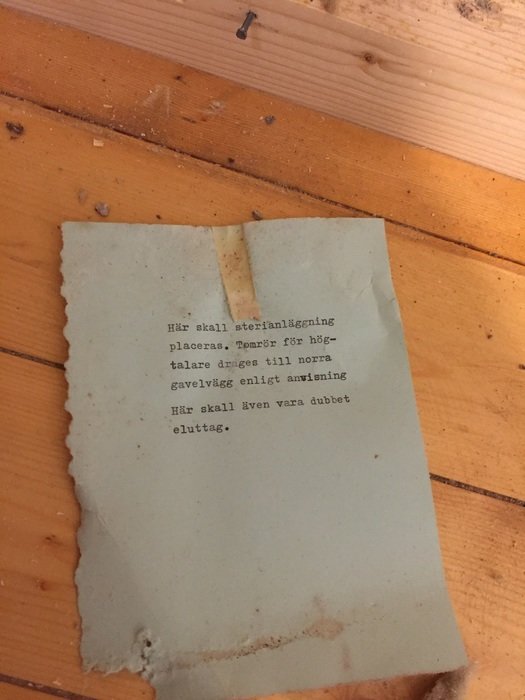 Här skall sterianläggning
placeras. Tomrör för hög-
talare drages till norra
gavelvägg enligt anvisning
Här skall även vara dubbet
eluttag.